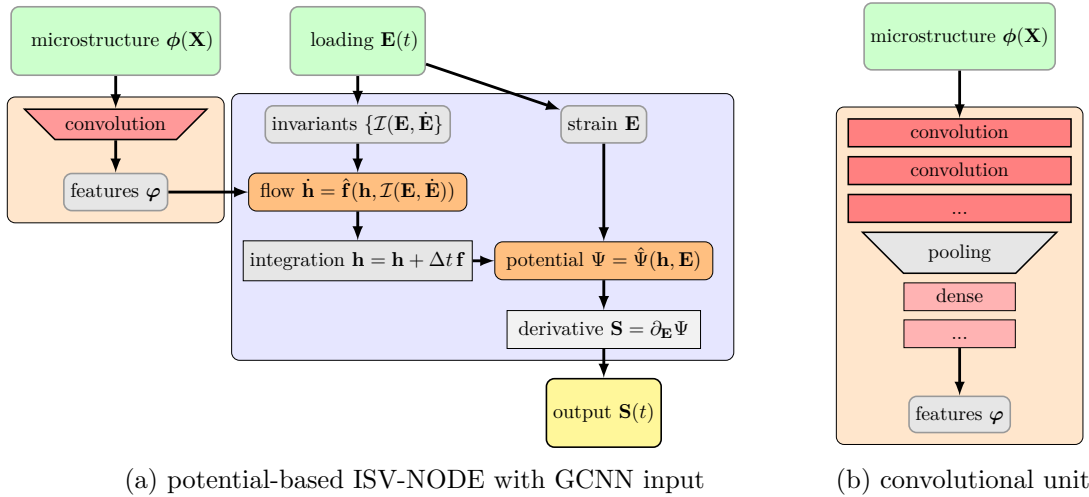 microstructure ϕ(X)
loading E(t)
microstructure ϕ(X)
convolution
invariants {ℐ(E, Ė}
strain E
features φ
flow ḣ = f̂(h, ℐ(E, Ė))
integration h = h + Δt f
potential Ψ = Ψ̂(h, E)
derivative S = ∂_E Ψ
output S(t)
convolution
convolution
...
pooling
dense
...
features φ
(a) potential-based ISV-NODE with GCNN input
(b) convolutional unit